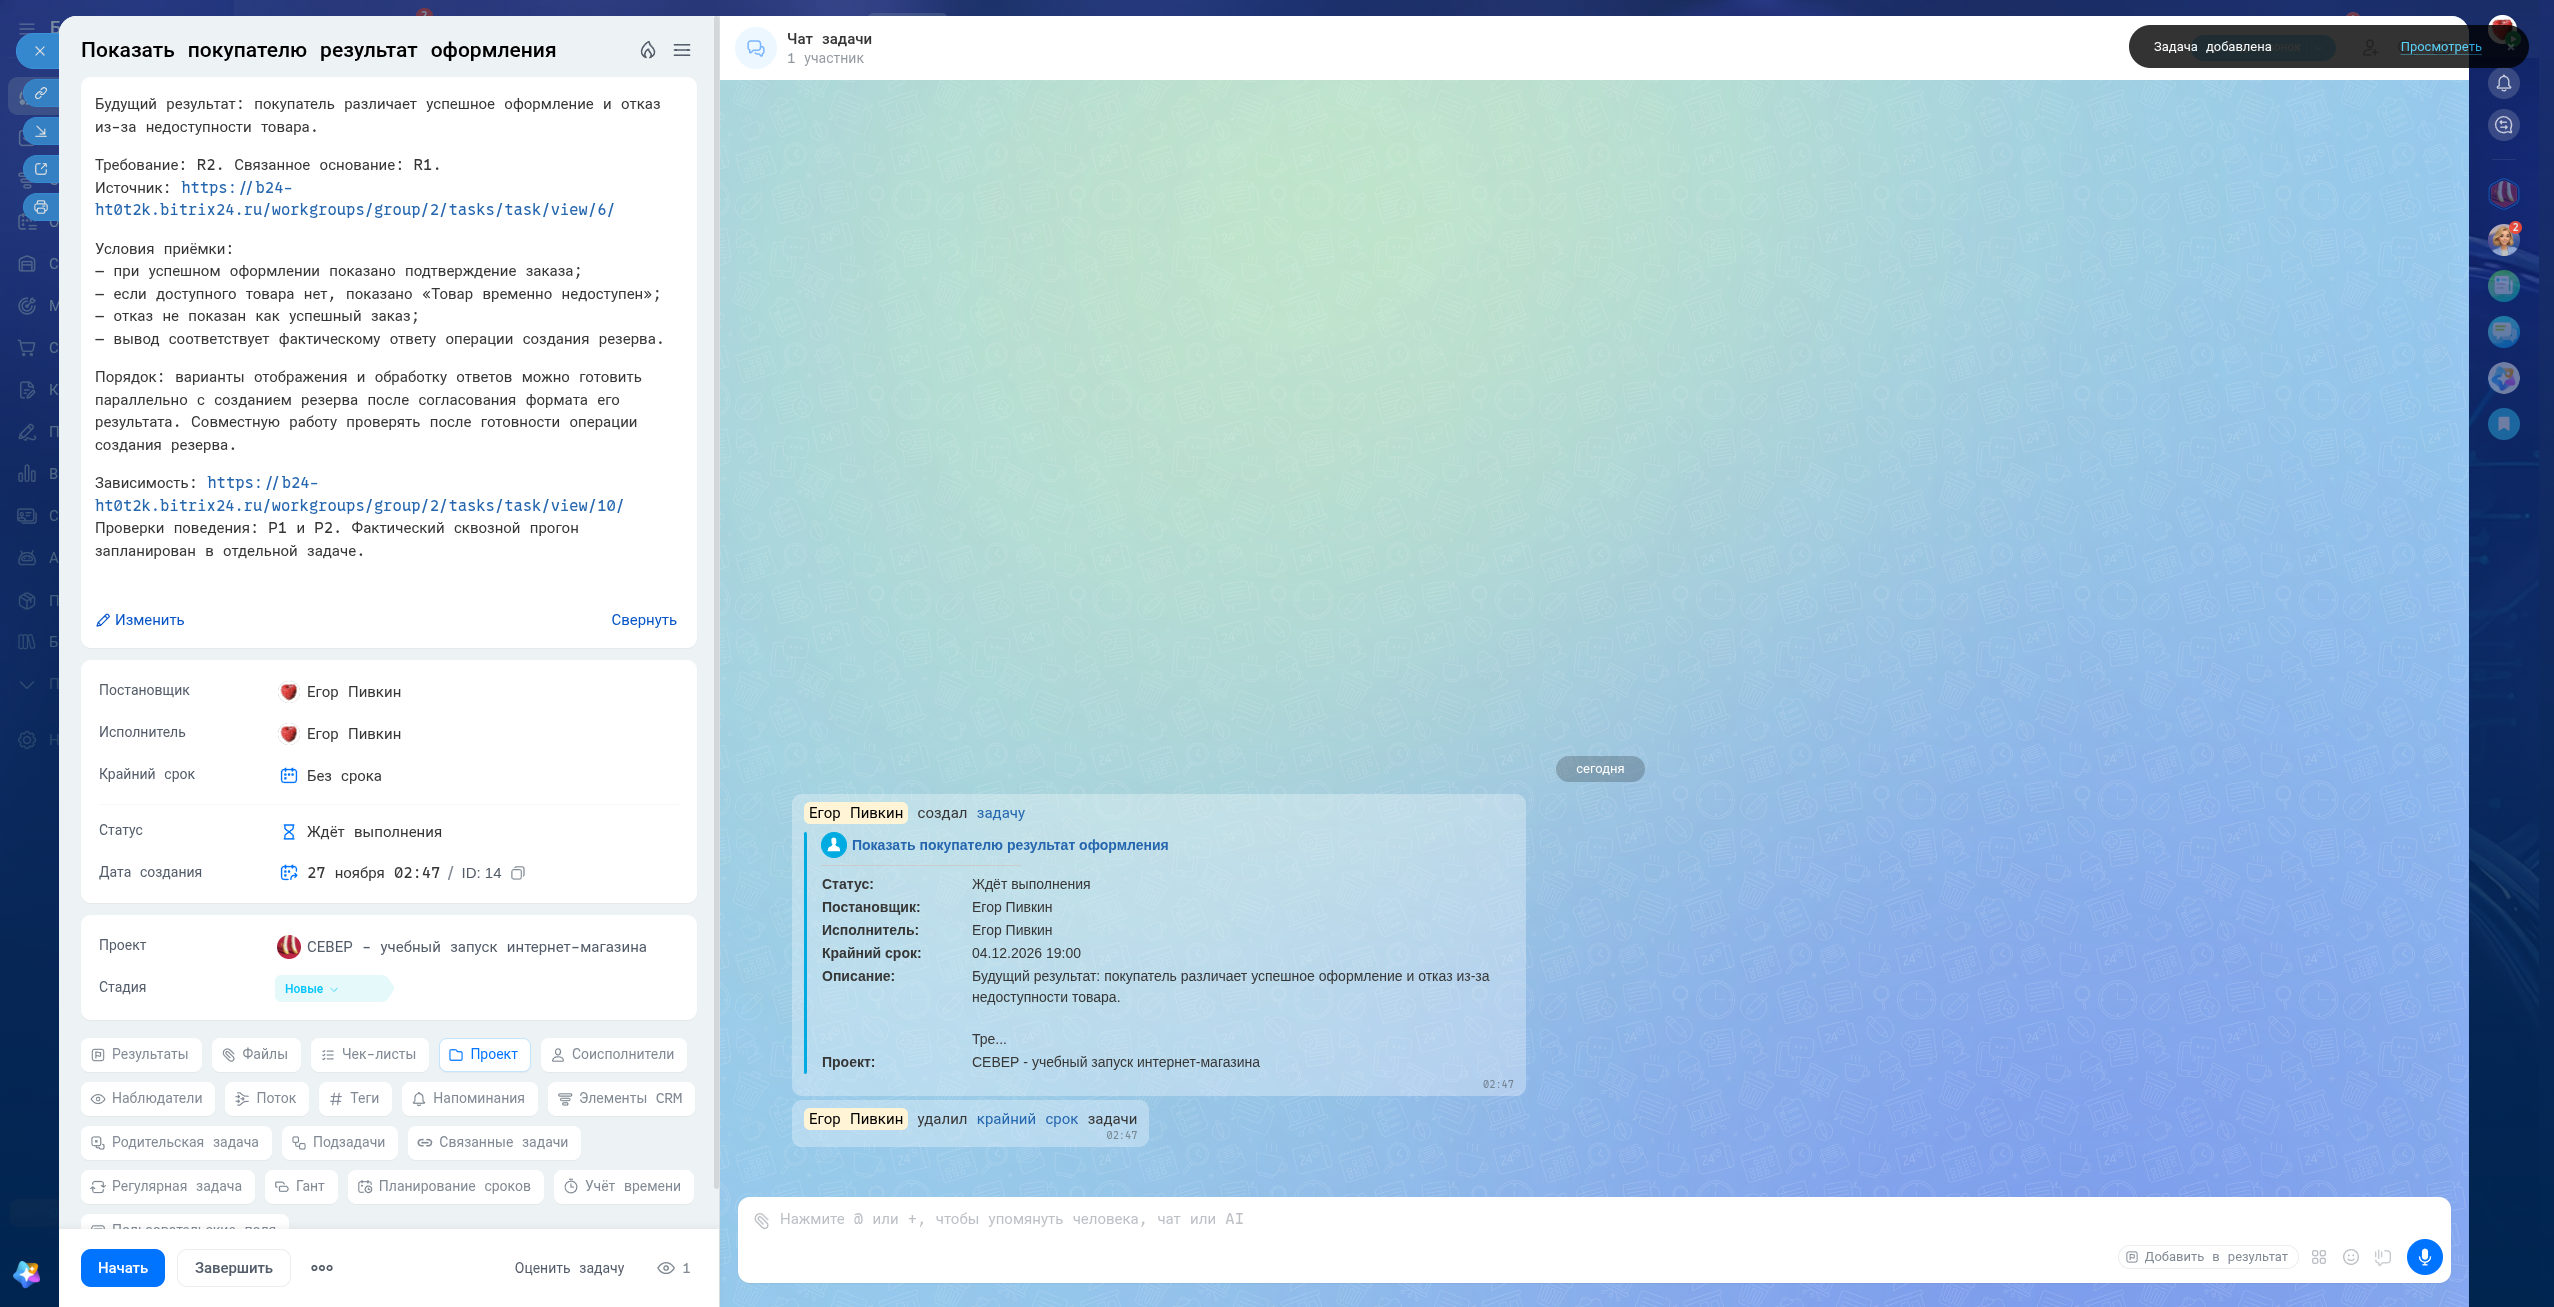 Показать покупателю результат оформления
Будущий результат: покупатель различает успешное оформление и отказ
из-за недоступности товара.
Требование: R2. Связанное основание: R1.
Источник: https://b24-
ht0t2k.bitrix24.ru/workgroups/group/2/tasks/task/view/6/
Условия приёмки:
— при успешном оформлении показано подтверждение заказа;
— если доступного товара нет, показано «Товар временно недоступен»;
— отказ не показан как успешный заказ;
— вывод соответствует фактическому ответу операции создания резерва.
Порядок: варианты отображения и обработку ответов можно готовить
параллельно с созданием резерва после согласования формата его
результата. Совместную работу проверять после готовности операции
создания резерва.
Зависимость: https://b24-
ht0t2k.bitrix24.ru/workgroups/group/2/tasks/task/view/10/
Проверки поведения: P1 и P2. Фактический сквозной прогон
запланирован в отдельной задаче.
Изменить
Свернуть
Постановщик
Егор Пивкин
Исполнитель
Егор Пивкин
Крайний срок
Без срока
Статус
Ждёт выполнения
Дата создания
27 ноября 02:47 / ID: 14
Проект
СЕВЕР - учебный запуск интернет-магазина
Стадия
Новые
Результаты
Файлы
Чек-листы
Проект
Соисполнители
Наблюдатели
Поток
Теги
Напоминания
Элементы CRM
Родительская задача
Подзадачи
Связанные задачи
Регулярная задача
Гант
Планирование сроков
Учёт времени
Пользовательские поля
Начать
Завершить
Оценить задачу
1
Чат задачи
1 участник
Задача добавлена
Просмотреть
2
сегодня
Егор Пивкин создал задачу
Показать покупателю результат оформления
Статус: Ждёт выполнения
Постановщик: Егор Пивкин
Исполнитель: Егор Пивкин
Крайний срок: 04.12.2026 19:00
Описание: Будущий результат: покупатель различает успешное оформление и отказ из-за
недоступности товара.
Тре...
Проект: СЕВЕР - учебный запуск интернет-магазина
02:47
Егор Пивкин удалил крайний срок задачи
02:47
Нажмите @ или +, чтобы упомянуть человека, чат или AI
Добавить в результат